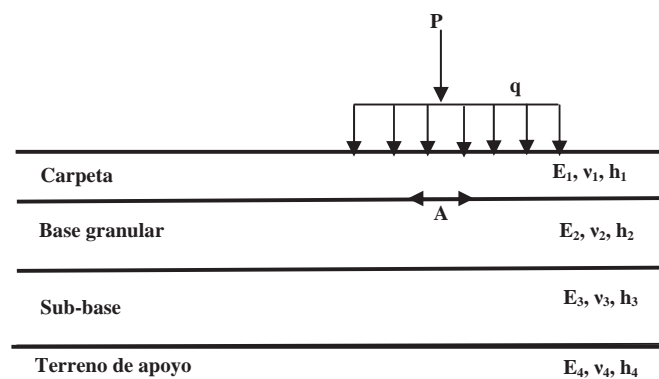 P
q
Carpeta
E₁, ν₁, h₁
A
Base granular
E₂, ν₂, h₂
E₃, ν₃, h₃
Sub-base
Terreno de apoyo
E₄, ν₄, h₄